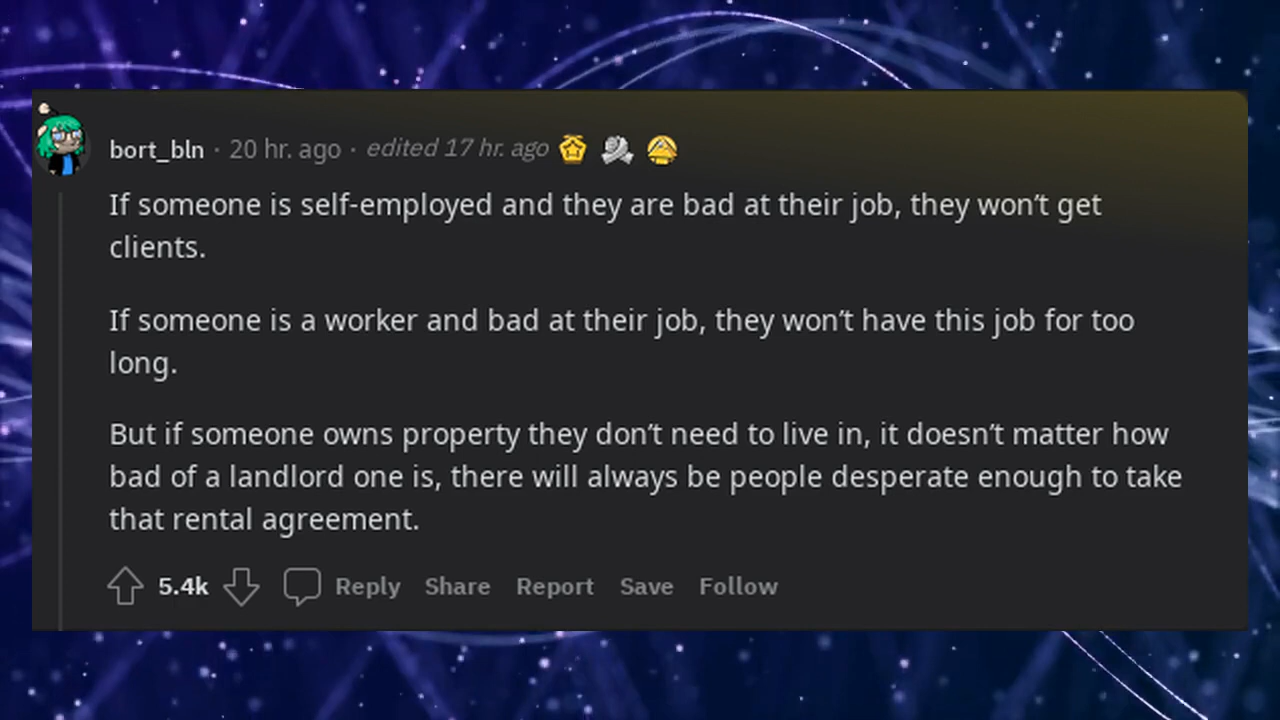 bort_bln · 20 hr. ago · edited 17 hr. ago
If someone is self-employed and they are bad at their job, they won’t get
clients.
If someone is a worker and bad at their job, they won’t have this job for too
long.
But if someone owns property they don’t need to live in, it doesn’t matter how
bad of a landlord one is, there will always be people desperate enough to take
that rental agreement.
5.4k Reply Share Report Save Follow